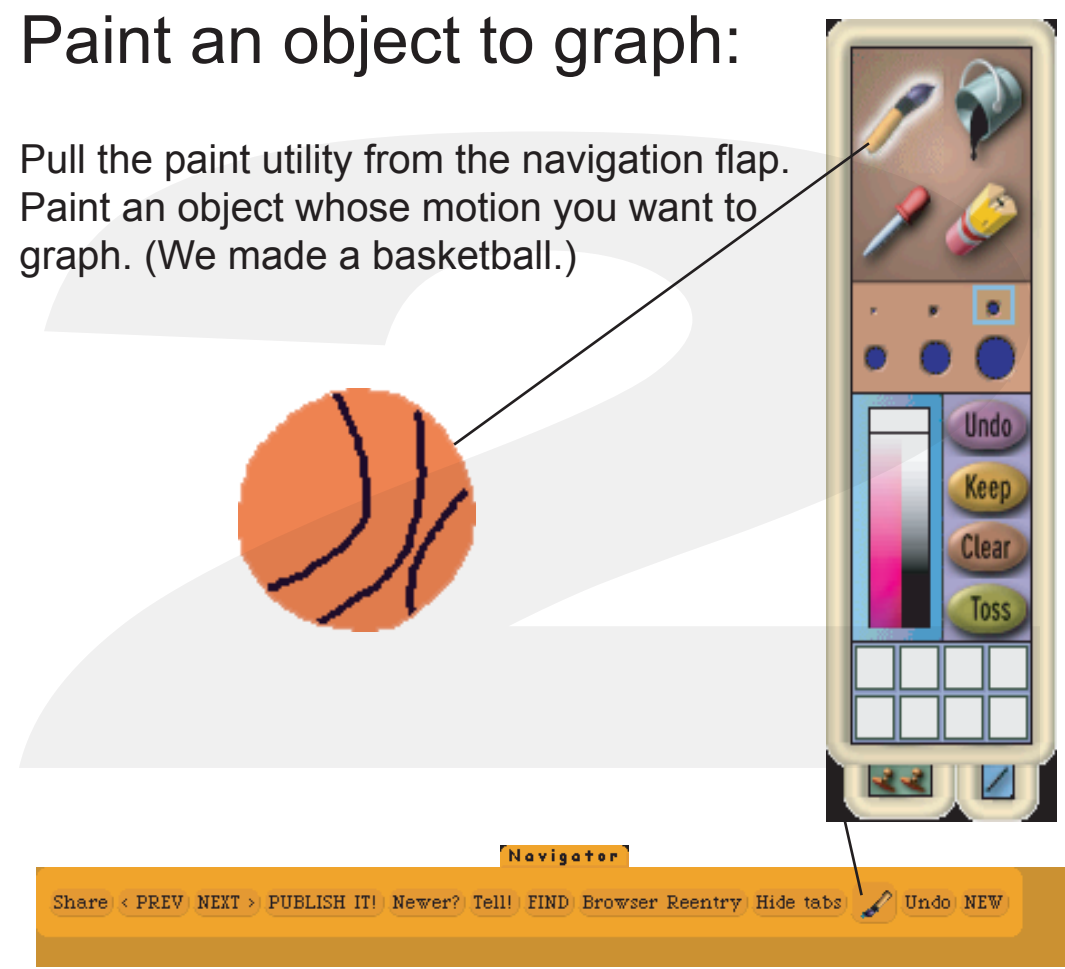 Paint an object to graph:
Pull the paint utility from the navigation flap.
Paint an object whose motion you want to
graph. (We made a basketball.)
2
Undo
Keep
Clear
Toss
Navigator
Share < PREV NEXT > PUBLISH IT! Newer? Tell! FIND Browser Reentry Hide tabs Undo NEW